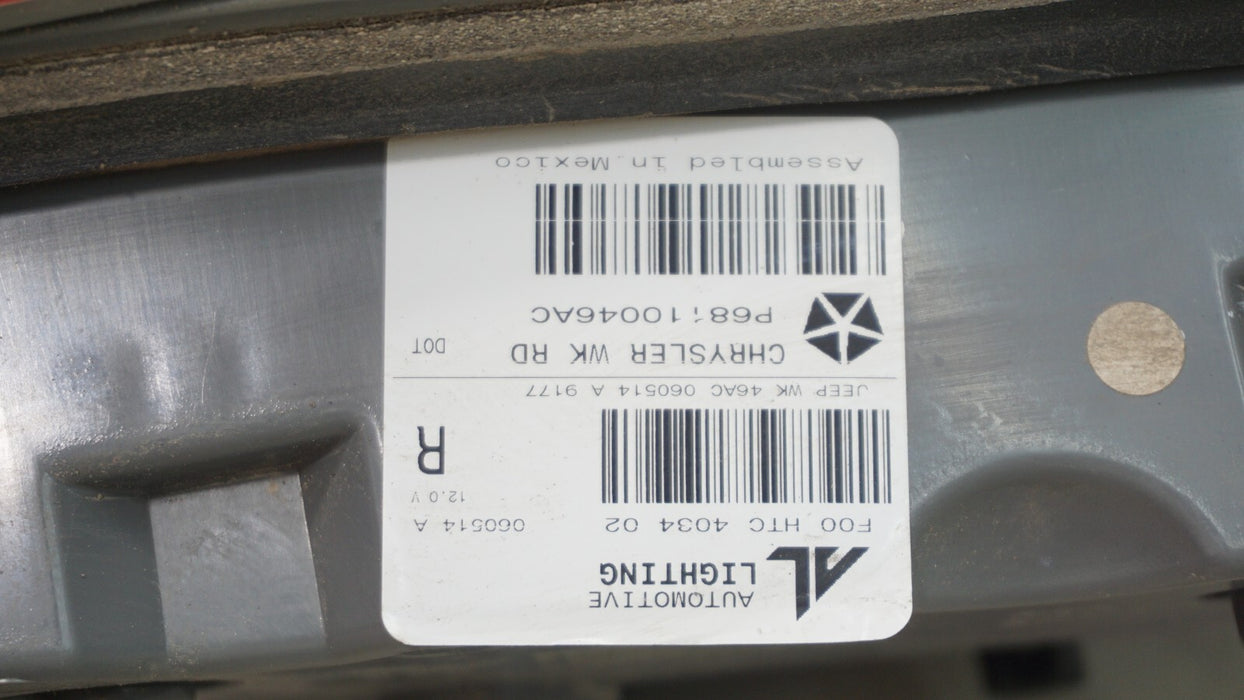 AUTOMOTIVE
LIGHTING
F00 HTC 4034 02
060514 A
12.0 V
R
JEEP WK 46AC 060514 A 9177
CHRYSLER WK RD
DOT
P68110046AC
Assembled in Mexico